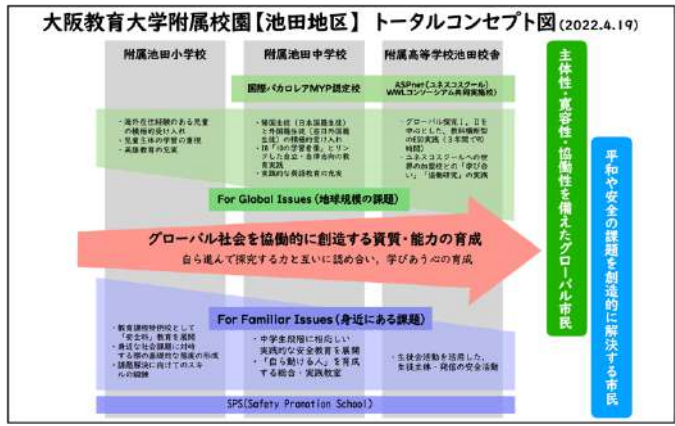 大阪教育大学附属校園【池田地区】 トータルコンセプト図(2022.4.19)
附属池田小学校
附属池田中学校
附属高等学校池田校舎
国際バカロレアMYP認定校
ASPnet(ユネスコスクール)
WWLコンソーシアム共同実施校)
・海外在住経験のある児童
の積極的受け入れ
・児童主体の学習の重視
・英語教育の充実
・帰国生徒(日本国籍生徒)
と外国籍生徒(在日外国籍
生徒)の積極的受け入れ
・IB「10の学習者像」とリン
クした自立・自律志向の教
育実践
・実践的な英語教育の充実
・グローバル探究Ⅰ、Ⅱを
中心とした、教科横断型
のESD実践(3年間で90
時間)
・ユネスコスクールへの世
界の加盟校との「学び合
い」「協働研究」の実践
For Global Issues(地球規模の課題)
グローバル社会を協働的に創造する資質・能力の育成
自ら進んで探究する力と互いに認め合い,学びあう心の育成
For Familiar Issues(身近にある課題)
・教育課程特例校として
「安全科」教育を展開
・身近な社会課題に対峙
する際の基礎的な態度の形成
・課題解決に向けてのスキ
ルの訓練
・中学生段階に相応しい
実践的な安全教育を展開
・「自ら動ける人」を育成
する総合・実践教室
・生徒会活動を活用した、
生徒主体・発信の安全活動
SPS(Safety Promotion School)
主体性・寛容性・協働性を備えたグローバル市民
平和や安全の課題を創造的に解決する市民